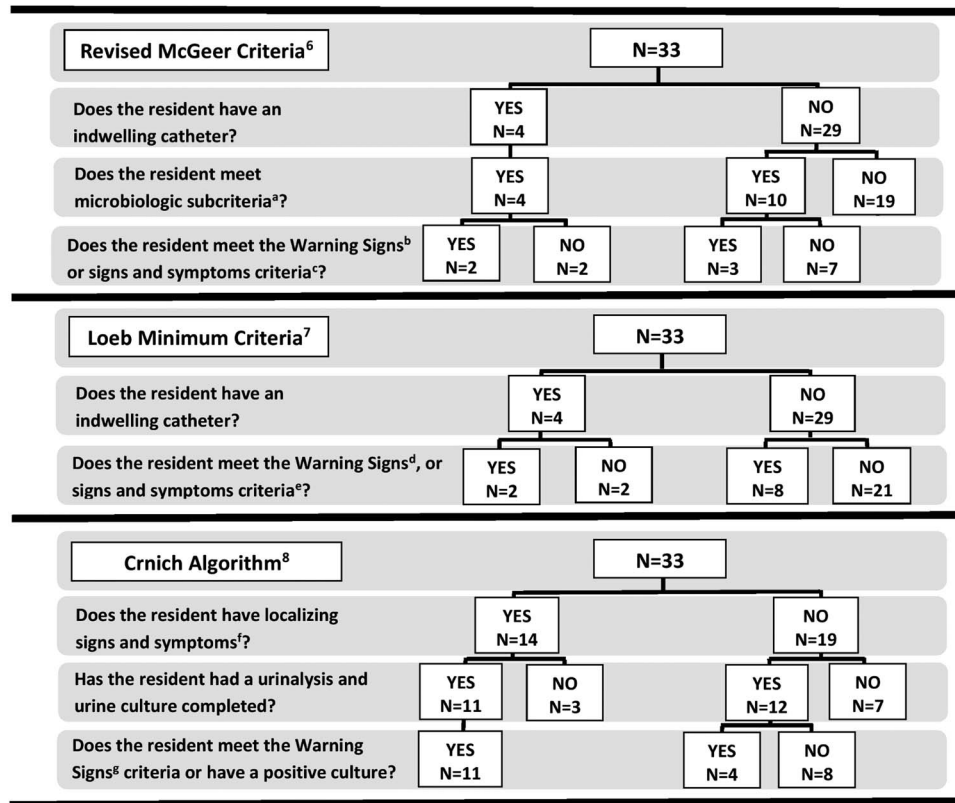 Revised McGeer Criteria⁶
N=33
Does the resident have an
indwelling catheter?
YES
N=4
NO
N=29
Does the resident meet
microbiologic subcriteriaᵃ?
YES
N=4
YES
N=10
NO
N=19
Does the resident meet the Warning Signsᵇ
or signs and symptoms criteriaᶜ?
YES
N=2
NO
N=2
YES
N=3
NO
N=7
Loeb Minimum Criteria⁷
N=33
Does the resident have an
indwelling catheter?
YES
N=4
NO
N=29
Does the resident meet the Warning Signsᵈ, or
signs and symptoms criteriaᵉ?
YES
N=2
NO
N=2
YES
N=8
NO
N=21
Crnich Algorithm⁸
N=33
Does the resident have localizing
signs and symptomsᶠ?
YES
N=14
NO
N=19
Has the resident had a urinalysis and
urine culture completed?
YES
N=11
NO
N=3
YES
N=12
NO
N=7
Does the resident meet the Warning
Signsᵍ criteria or have a positive culture?
YES
N=11
YES
N=4
NO
N=8